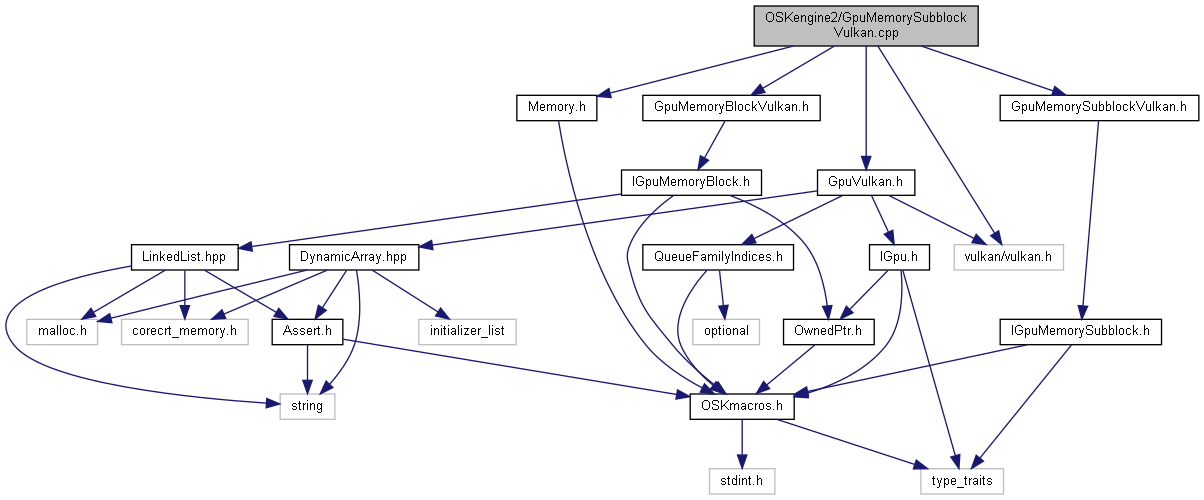 OSKengine2/GpuMemorySubblock
Vulkan.cpp
Memory.h
GpuMemoryBlockVulkan.h
GpuMemorySubblockVulkan.h
IGpuMemoryBlock.h
GpuVulkan.h
LinkedList.hpp
DynamicArray.hpp
QueueFamilyIndices.h
IGpu.h
vulkan/vulkan.h
malloc.h
corecrt_memory.h
Assert.h
initializer_list
optional
OwnedPtr.h
IGpuMemorySubblock.h
string
OSKmacros.h
stdint.h
type_traits